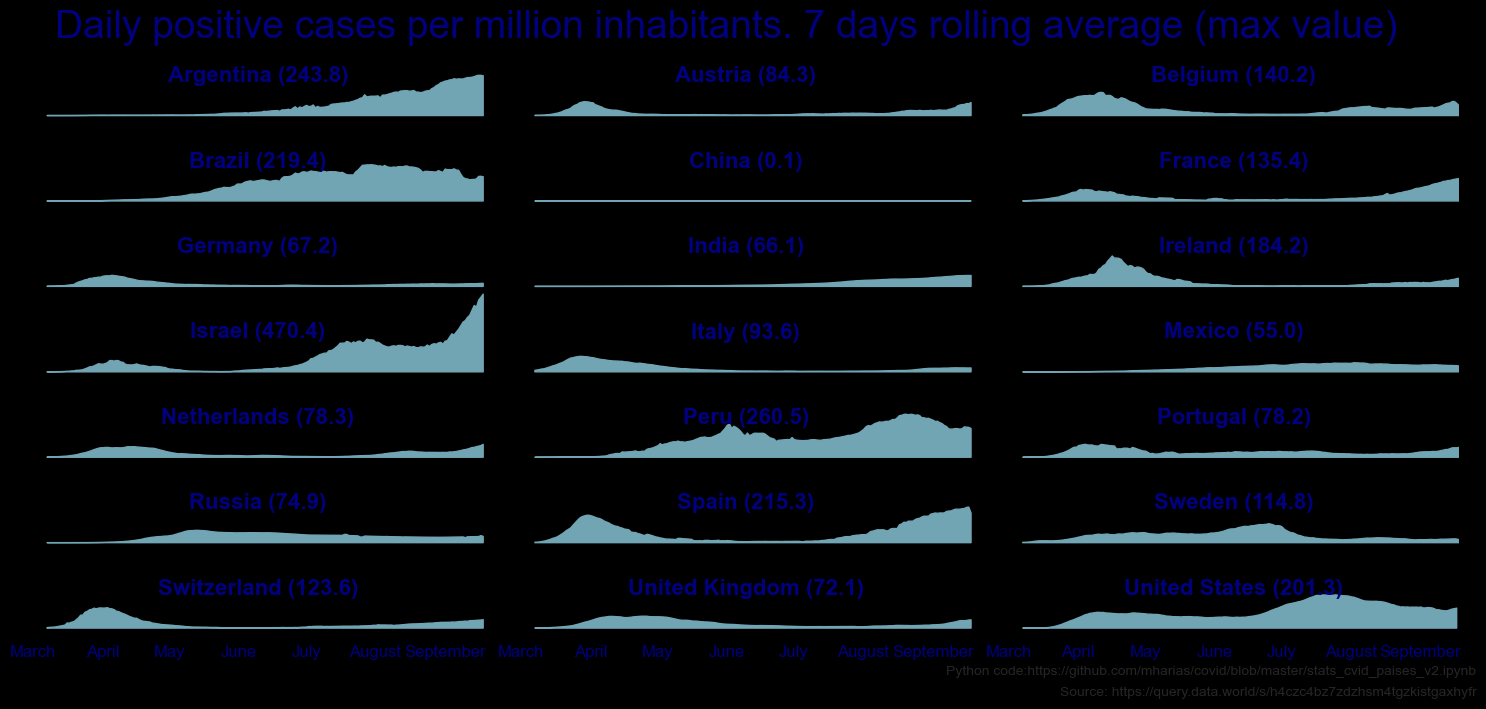 Daily positive cases per million inhabitants. 7 days rolling average (max value)
Argentina (243.8) Austria (84.3) Belgium (140.2)
Brazil (219.4) China (0.1) France (135.4)
Germany (67.2) India (66.1) Ireland (184.2)
Israel (470.4) Italy (93.6) Mexico (55.0)
Netherlands (78.3) Peru (260.5) Portugal (78.2)
Russia (74.9) Spain (215.3) Sweden (114.8)
Switzerland (123.6) United Kingdom (72.1) United States (201.3)
March April May June July August September March April May June July August September March April May June July August September
Python code:https://github.com/mharias/covid/blob/master/stats_cvid_paises_v2.ipynb
Source: https://query.data.world/s/h4czc4bz7zdzhsm4tgzkistgaxhyfr